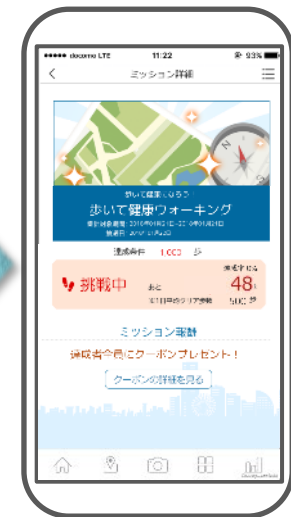 docomo LTE 11:22 93%
ミッション詳細
歩いて健康になろう!
歩いて健康ウォーキング
達成条件 1,000 歩
挑戦中
あと
48
500 歩
ミッション報酬
達成者全員にクーポンプレゼント!
クーポンの詳細を見る